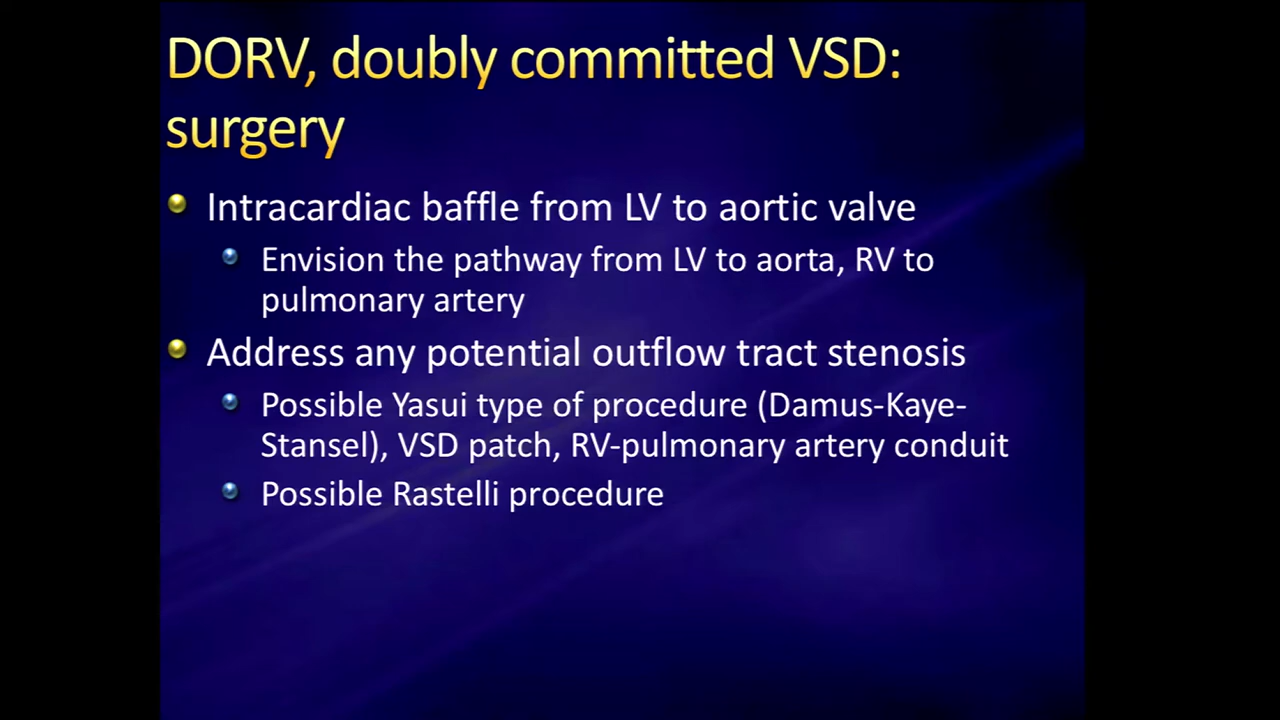 DORV, doubly committed VSD:
surgery
Intracardiac baffle from LV to aortic valve
Envision the pathway from LV to aorta, RV to
pulmonary artery
Address any potential outflow tract stenosis
Possible Yasui type of procedure (Damus-Kaye-
Stansel), VSD patch, RV-pulmonary artery conduit
Possible Rastelli procedure